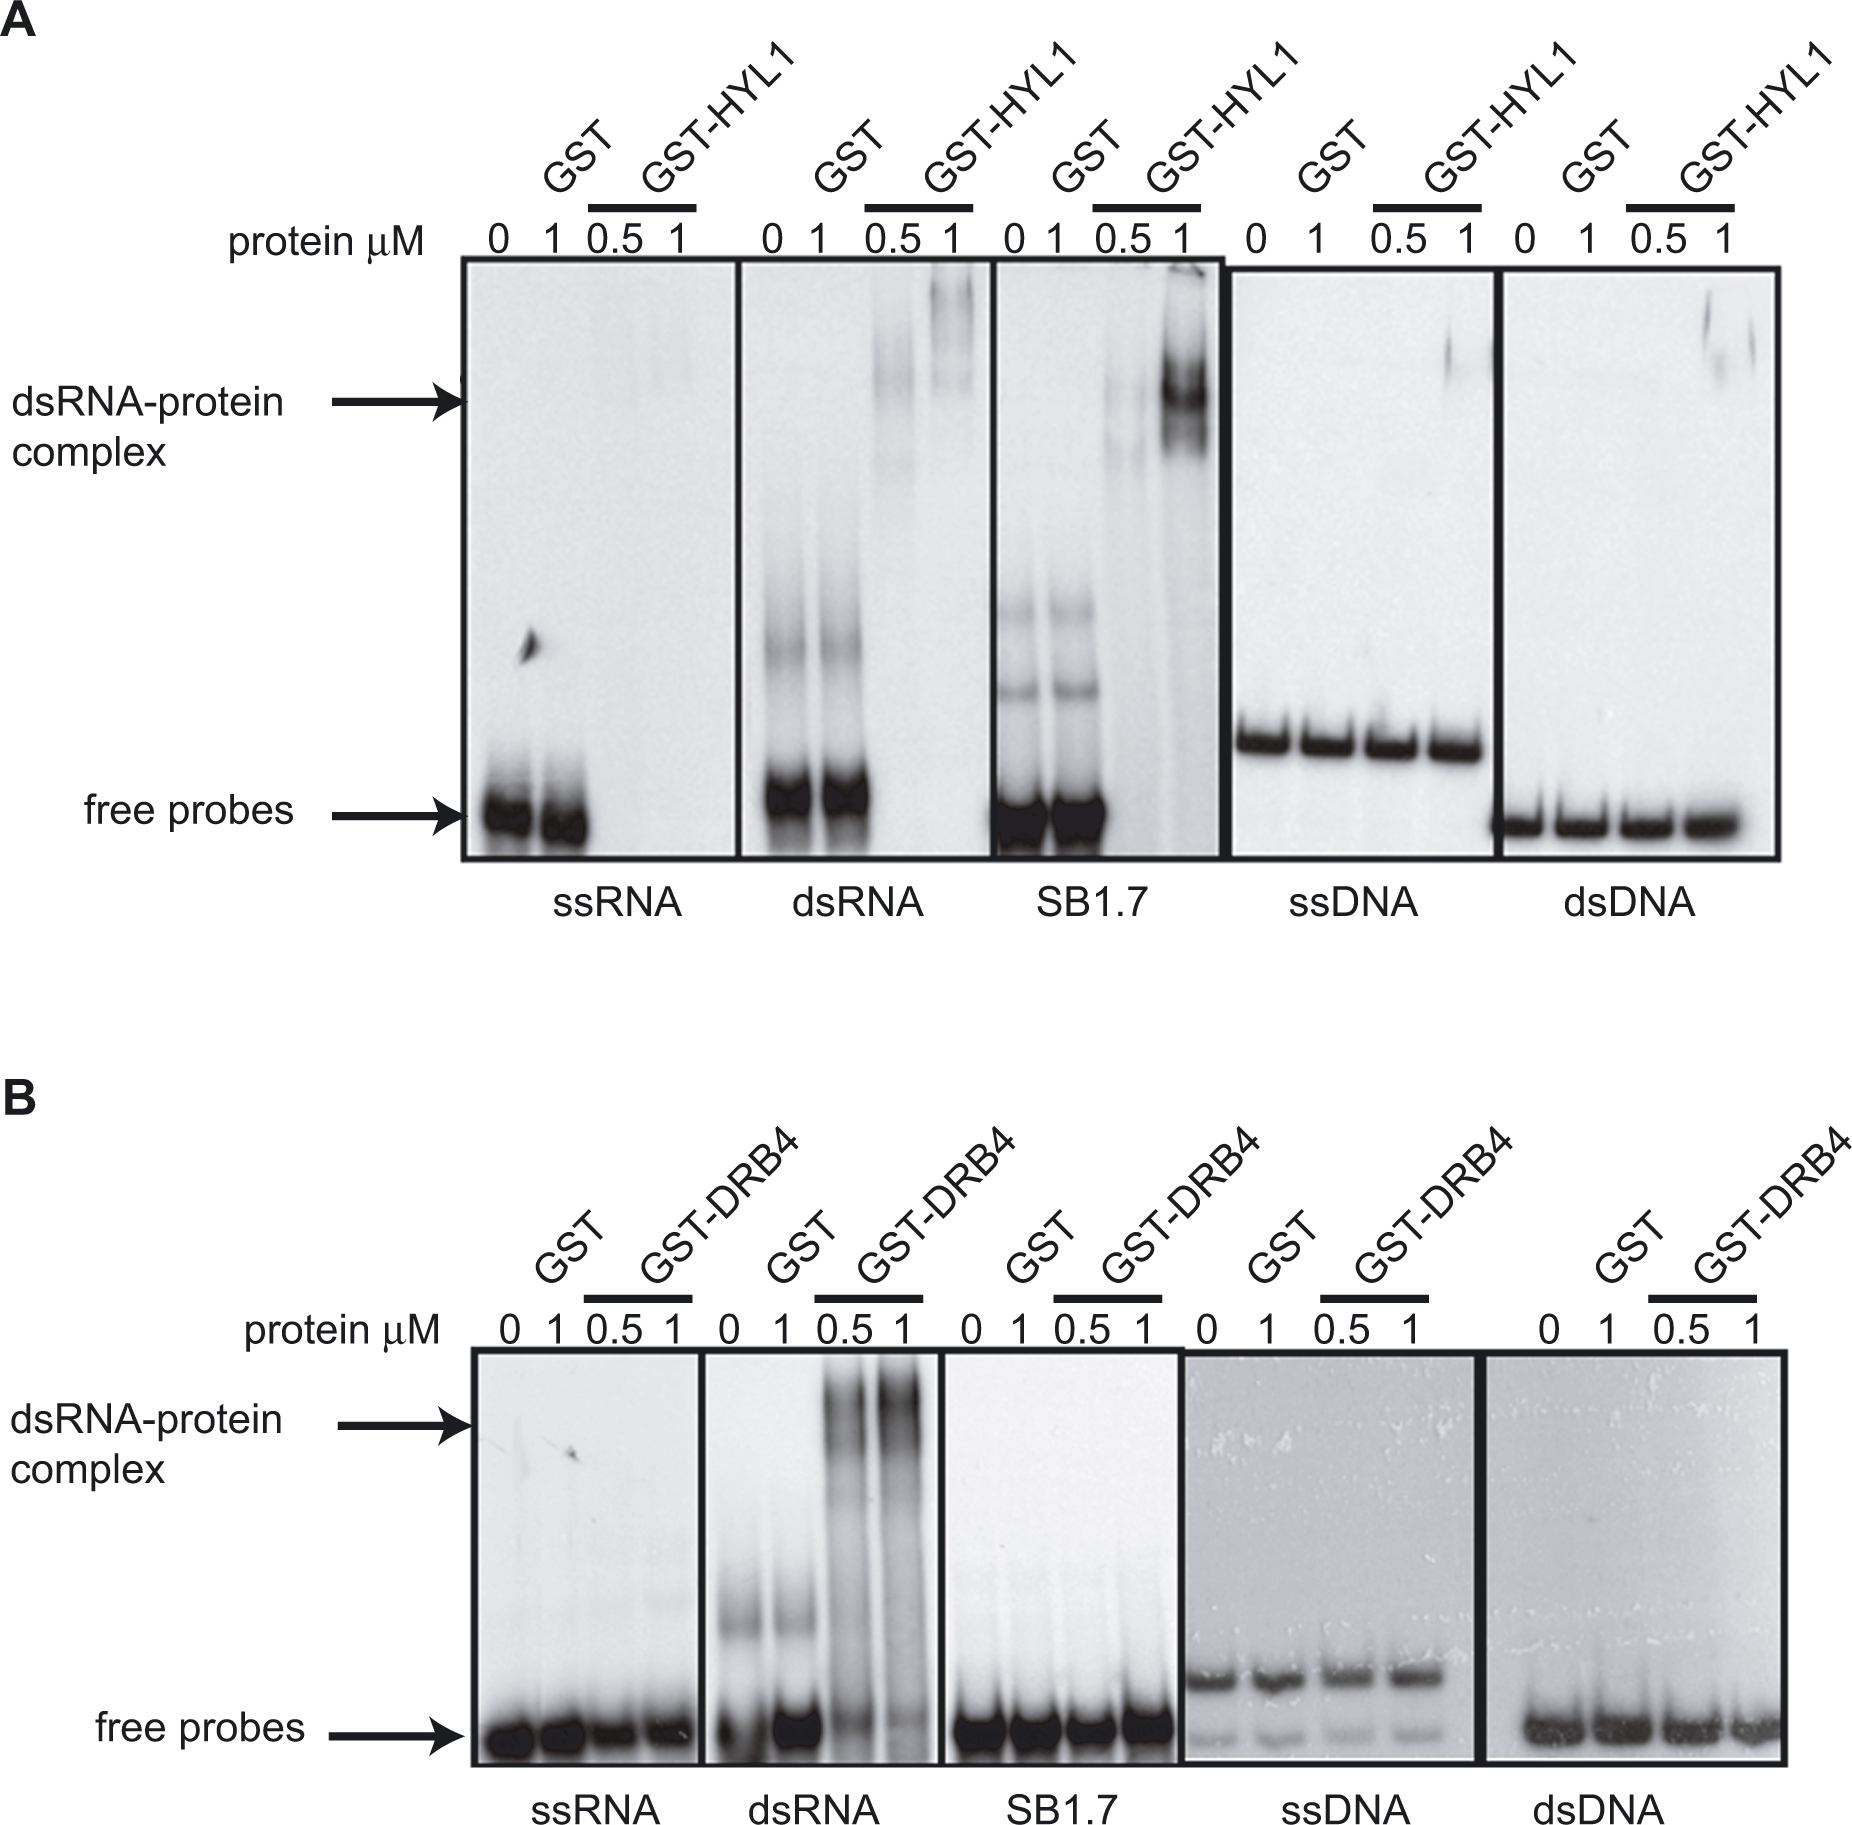 A
GST GST-HYL1 GST GST-HYL1 GST GST-HYL1 GST GST-HYL1 GST GST-HYL1
protein µM 0 1 0.5 1 0 1 0.5 1 0 1 0.5 1 0 1 0.5 1 0 1 0.5 1
dsRNA-protein
complex
free probes
ssRNA dsRNA SB1.7 ssDNA dsDNA
B
GST GST-DRB4 GST GST-DRB4 GST GST-DRB4 GST GST-DRB4 GST GST-DRB4
protein µM 0 1 0.5 1 0 1 0.5 1 0 1 0.5 1 0 1 0.5 1 0 1 0.5 1
dsRNA-protein
complex
free probes
ssRNA dsRNA SB1.7 ssDNA dsDNA